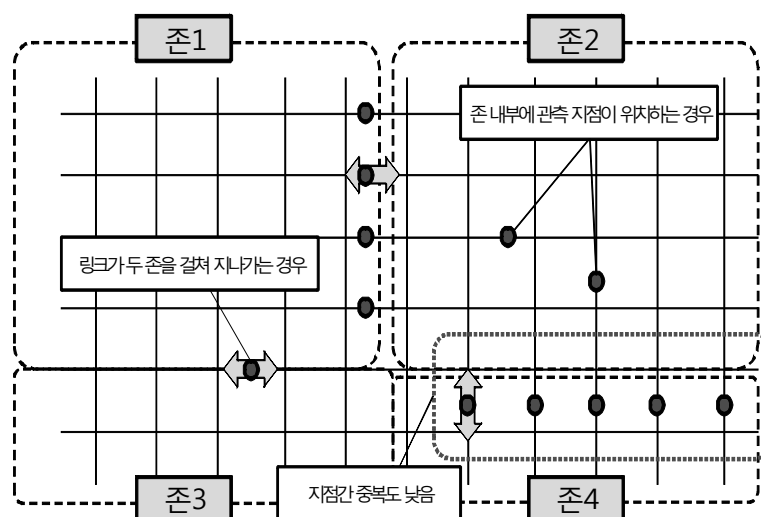 존1
존2
존 내부에 관측 지점이 위치하는 경우
링크가 두 존을 걸쳐 지나가는 경우
지점간 중복도 낮음
존3
존4